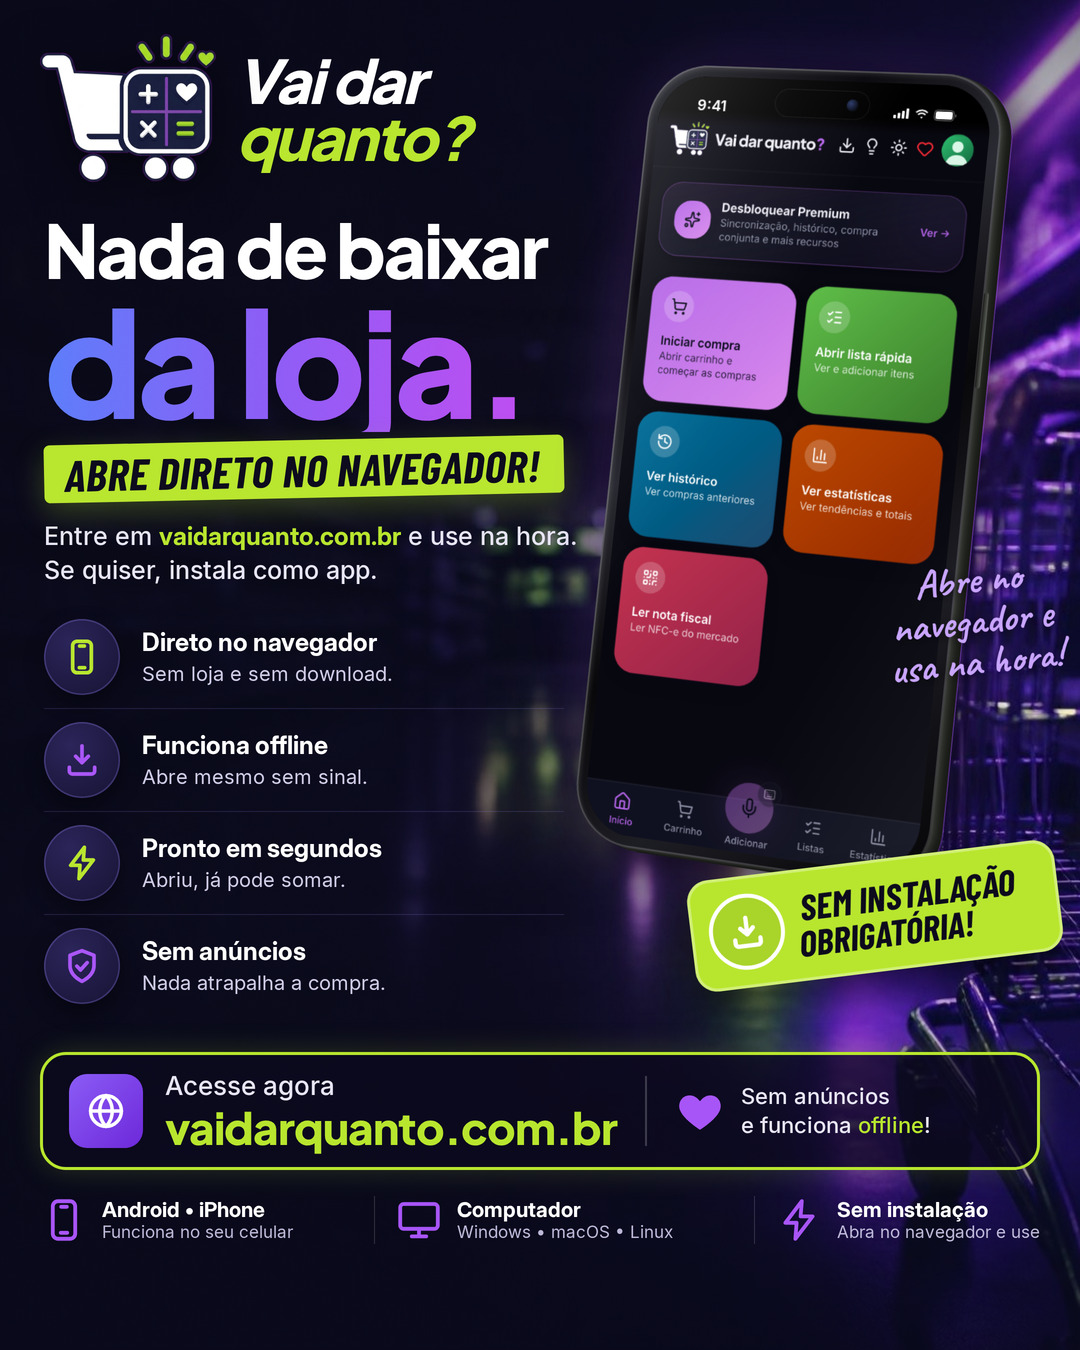 Vai dar
quanto?
Nada de baixar
da loja.
ABRE DIRETO NO NAVEGADOR!
Entre em vaidarquanto.com.br e use na hora.
Se quiser, instala como app.
Direto no navegador
Sem loja e sem download.
Funciona offline
Abre mesmo sem sinal.
Pronto em segundos
Abriu, já pode somar.
Sem anúncios
Nada atrapalha a compra.
9:41
Vai dar quanto?
Desbloquear Premium
Sincronização, histórico, compra
conjunta e mais recursos
Ver →
Iniciar compra
Abrir carrinho e
começar as compras
Abrir lista rápida
Ver e adicionar itens
Ver histórico
Ver compras anteriores
Ver estatísticas
Ver tendências e totais
Ler nota fiscal
Ler NFC-e do mercado
Início
Carrinho
Adicionar
Listas
Abre no
navegador e
usa na hora!
SEM INSTALAÇÃO
OBRIGATÓRIA!
Acesse agora
vaidarquanto.com.br
Sem anúncios
e funciona offline!
Android • iPhone
Funciona no seu celular
Computador
Windows • macOS • Linux
Sem instalação
Abra no navegador e use